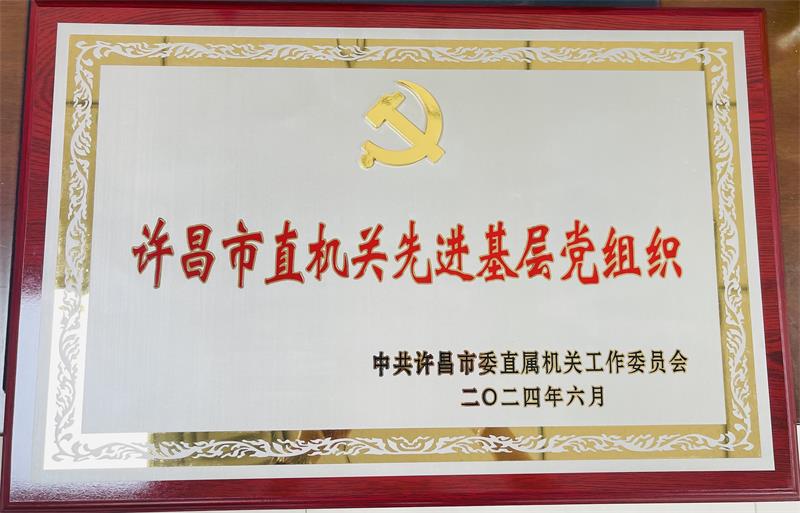 许昌市直机关先进基层党组织
中共许昌市委直属机关工作委员会
二〇二四年六月